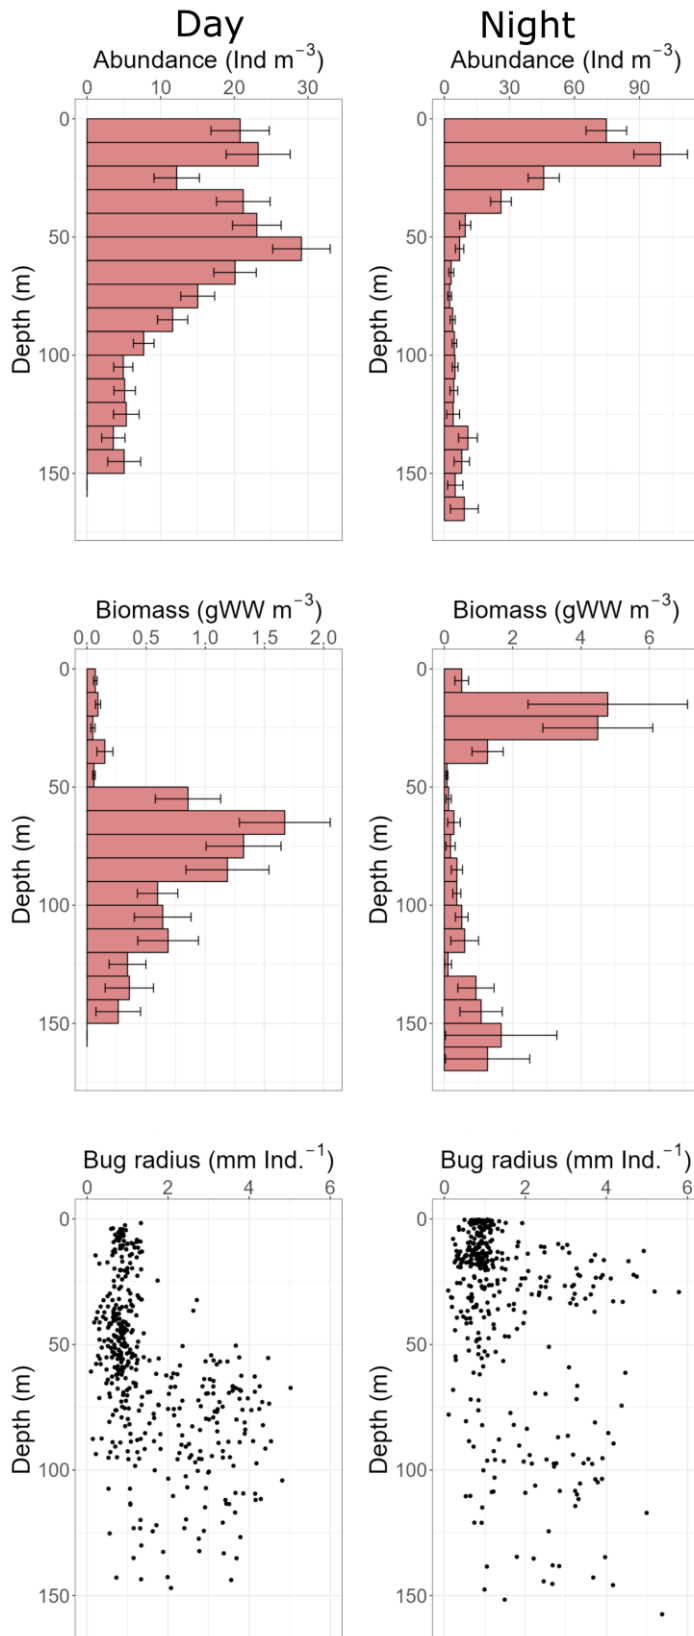 Day Night
Abundance (Ind m⁻³) Abundance (Ind m⁻³)
0 10 20 30 0 30 60 90
0 0
50 50
Depth (m) Depth (m)
100 100
150 150
Biomass (gWW m⁻³) Biomass (gWW m⁻³)
0.0 0.5 1.0 1.5 2.0 0 2 4 6
0 0
50 50
Depth (m) Depth (m)
100 100
150 150
Bug radius (mm Ind.⁻¹) Bug radius (mm Ind.⁻¹)
0 2 4 6 0 2 4 6
0 0
50 50
Depth (m) Depth (m)
100 100
150 150